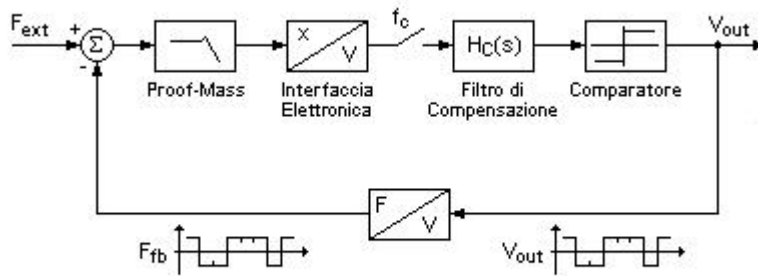 F_ext
+
Σ
-
Proof-Mass
x
V
Interfaccia
Elettronica
f_c
H_C(s)
Filtro di
Compensazione
Comparatore
V_out
F
V
F_fb
V_out